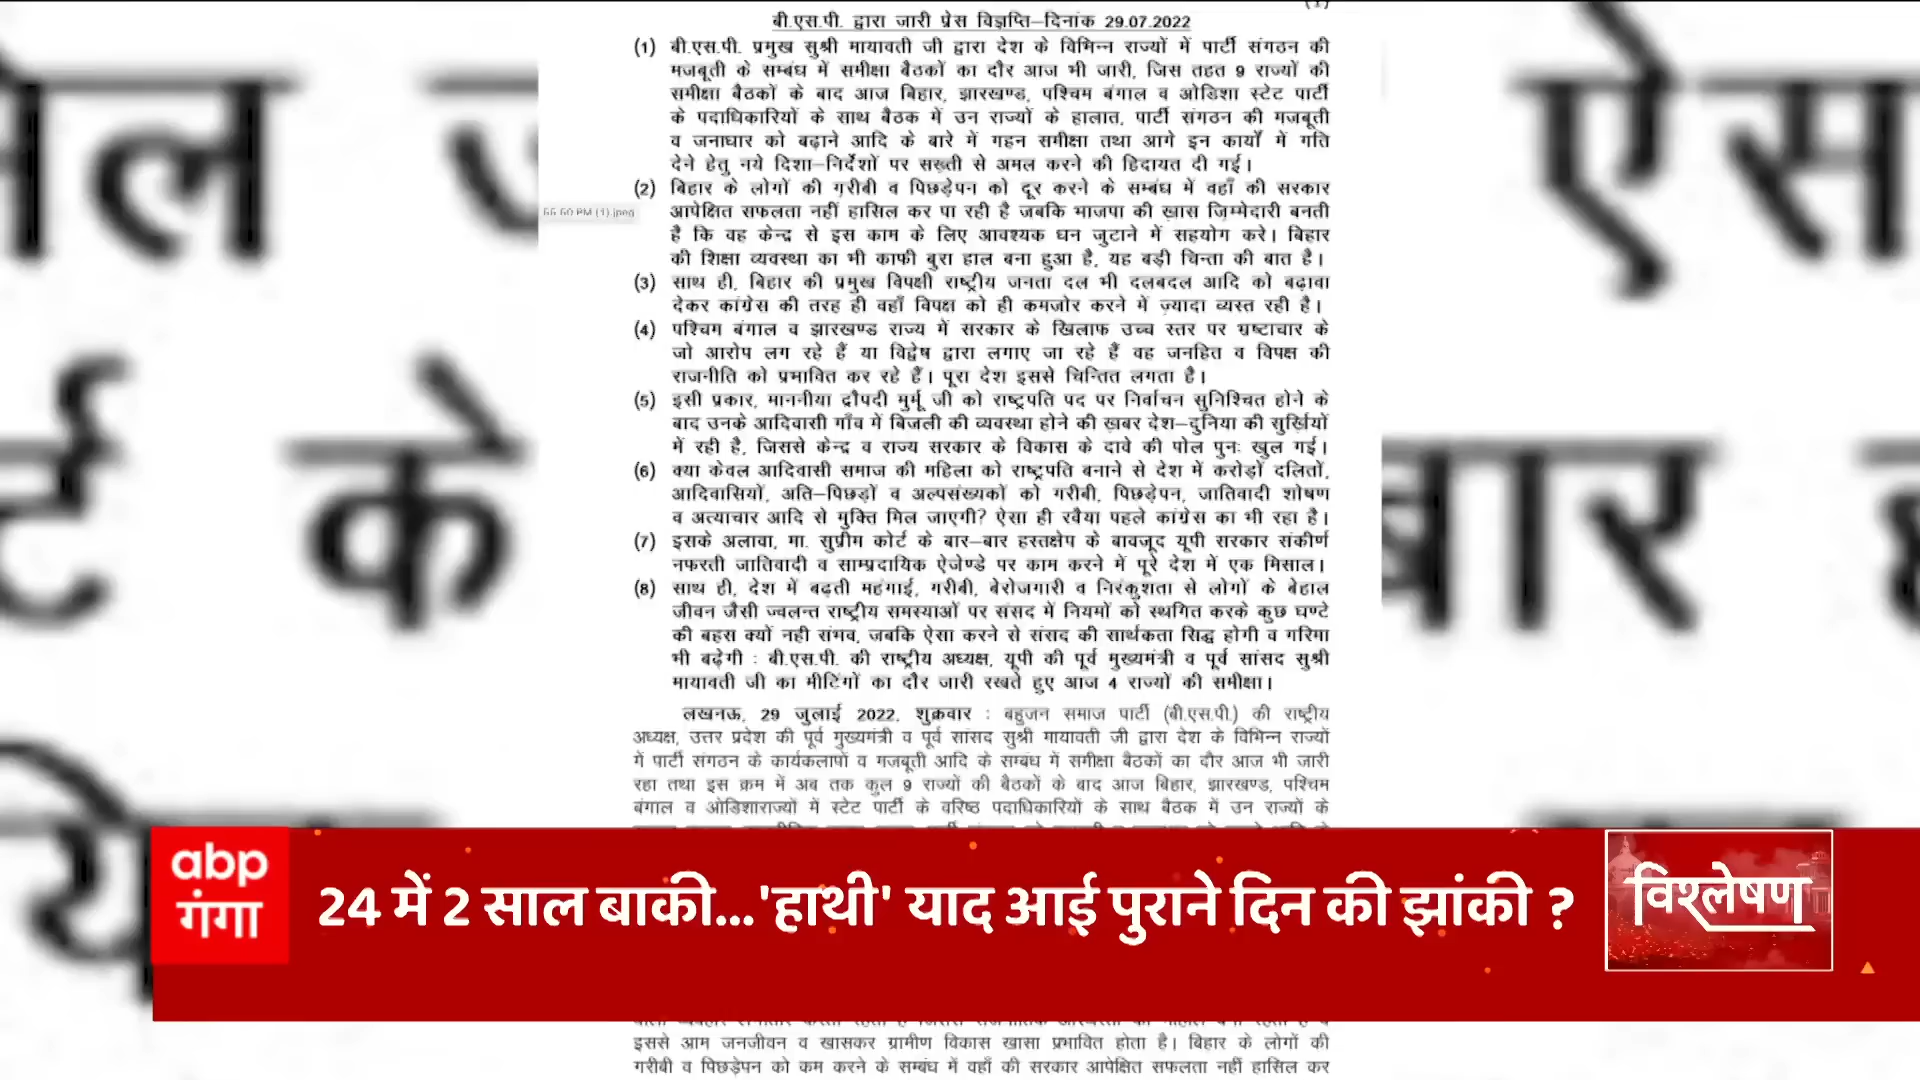 (1)
बी.एस.पी. द्वारा जारी प्रेस विज्ञप्ति–दिनांक 29.07.2022
(1) बी.एस.पी. प्रमुख सुश्री मायावती जी द्वारा देश के विभिन्न राज्यों में पार्टी संगठन की
मजबूती के सम्बंध में समीक्षा बैठकों का दौर आज भी जारी, जिस तहत 9 राज्यों की
समीक्षा बैठकों के बाद आज बिहार, झारखण्ड, पश्चिम बंगाल व ओडिशा स्टेट पार्टी
के पदाधिकारियों के साथ बैठक में उन राज्यों के हालात, पार्टी संगठन की मजबूती
व जनाधार को बढ़ाने आदि के बारे में गहन समीक्षा तथा आगे इन कार्यों में गति
देने हेतु नये दिशा–निर्देशों पर सख़्ती से अमल करने की हिदायत दी गई।
(2) बिहार के लोगों की ग़रीबी व पिछड़ेपन को दूर करने के सम्बंध में वहाँ की सरकार
आपेक्षित सफलता नहीं हासिल कर पा रही है जबकि भाजपा की ख़ास ज़िम्मेदारी बनती
है कि वह केन्द्र से इस काम के लिए आवश्यक धन जुटाने में सहयोग करे। बिहार
की शिक्षा व्यवस्था का भी काफी बुरा हाल बना हुआ है, यह बड़ी चिन्ता की बात है।
(3) साथ ही, बिहार की प्रमुख विपक्षी राष्ट्रीय जनता दल भी दलबदल आदि को बढ़ावा
देकर कांग्रेस की तरह ही वहाँ विपक्ष को ही कमजोर करने में ज़्यादा व्यस्त रही है।
(4) पश्चिम बंगाल व झारखण्ड राज्य में सरकार के खिलाफ उच्च स्तर पर भ्रष्टाचार के
जो आरोप लग रहे हैं या विद्वेष द्वारा लगाए जा रहे हैं वह जनहित व विपक्ष की
राजनीति को प्रभावित कर रहे हैं। पूरा देश इससे चिन्तित लगता है।
(5) इसी प्रकार, माननीया द्रौपदी मुर्मू जी को राष्ट्रपति पद पर निर्वाचन सुनिश्चित होने के
बाद उनके आदिवासी गाँव में बिजली की व्यवस्था होने की ख़बर देश–दुनिया की सुर्ख़ियों
में रही है, जिससे केन्द्र व राज्य सरकार के विकास के दावे की पोल पुनः खुल गई।
(6) क्या केवल आदिवासी समाज की महिला को राष्ट्रपति बनाने से देश में करोड़ों दलितों,
आदिवासियों, अति–पिछड़ों व अल्पसंख्यकों को गरीबी, पिछड़ेपन, जातिवादी शोषण
व अत्याचार आदि से मुक्ति मिल जाएगी? ऐसा ही रवैया पहले कांग्रेस का भी रहा है।
(7) इसके अलावा, मा. सुप्रीम कोर्ट के बार–बार हस्तक्षेप के बावजूद यूपी सरकार संकीर्ण
नफरती जातिवादी व साम्प्रदायिक ऐजेण्डे पर काम करने में पूरे देश में एक मिसाल।
(8) साथ ही, देश में बढ़ती महंगाई, गरीबी, बेरोजगारी व निरंकुशता से लोगों के बेहाल
जीवन जैसी ज्वलन्त राष्ट्रीय समस्याओं पर संसद में नियमों को स्थगित करके कुछ घण्टे
की बहस क्यों नही संभव, जबकि ऐसा करने से संसद की सार्थकता सिद्ध होगी व गरिमा
भी बढ़ेगी : बी.एस.पी. की राष्ट्रीय अध्यक्ष, यूपी की पूर्व मुख्यमंत्री व पूर्व सांसद सुश्री
मायावती जी का मीटिंगों का दौर जारी रखते हुए आज 4 राज्यों की समीक्षा।
लखनऊ, 29 जुलाई 2022, शुक्रवार : बहुजन समाज पार्टी (बी.एस.पी.) की राष्ट्रीय
अध्यक्ष, उत्तर प्रदेश की पूर्व मुख्यमंत्री व पूर्व सांसद सुश्री मायावती जी द्वारा देश के विभिन्न राज्यों
में पार्टी संगठन के कार्यकलापों व मजबूती आदि के सम्बंध में समीक्षा बैठकों का दौर आज भी जारी
रहा तथा इस क्रम में अब तक कुल 9 राज्यों की बैठकों के बाद आज बिहार, झारखण्ड, पश्चिम
बंगाल व ओडिशाराज्यों में स्टेट पार्टी के वरिष्ठ पदाधिकारियों के साथ बैठक में उन राज्यों के
abp
गंगा
24 में 2 साल बाकी...'हाथी' याद आई पुराने दिन की झांकी ?
विश्लेषण
इससे आम जनजीवन व खासकर ग्रामीण विकास खासा प्रभावित होता है। बिहार के लोगों की
गरीबी व पिछड़ेपन को कम करने के सम्बंध में वहाँ की सरकार आपेक्षित सफलता नहीं हासिल कर